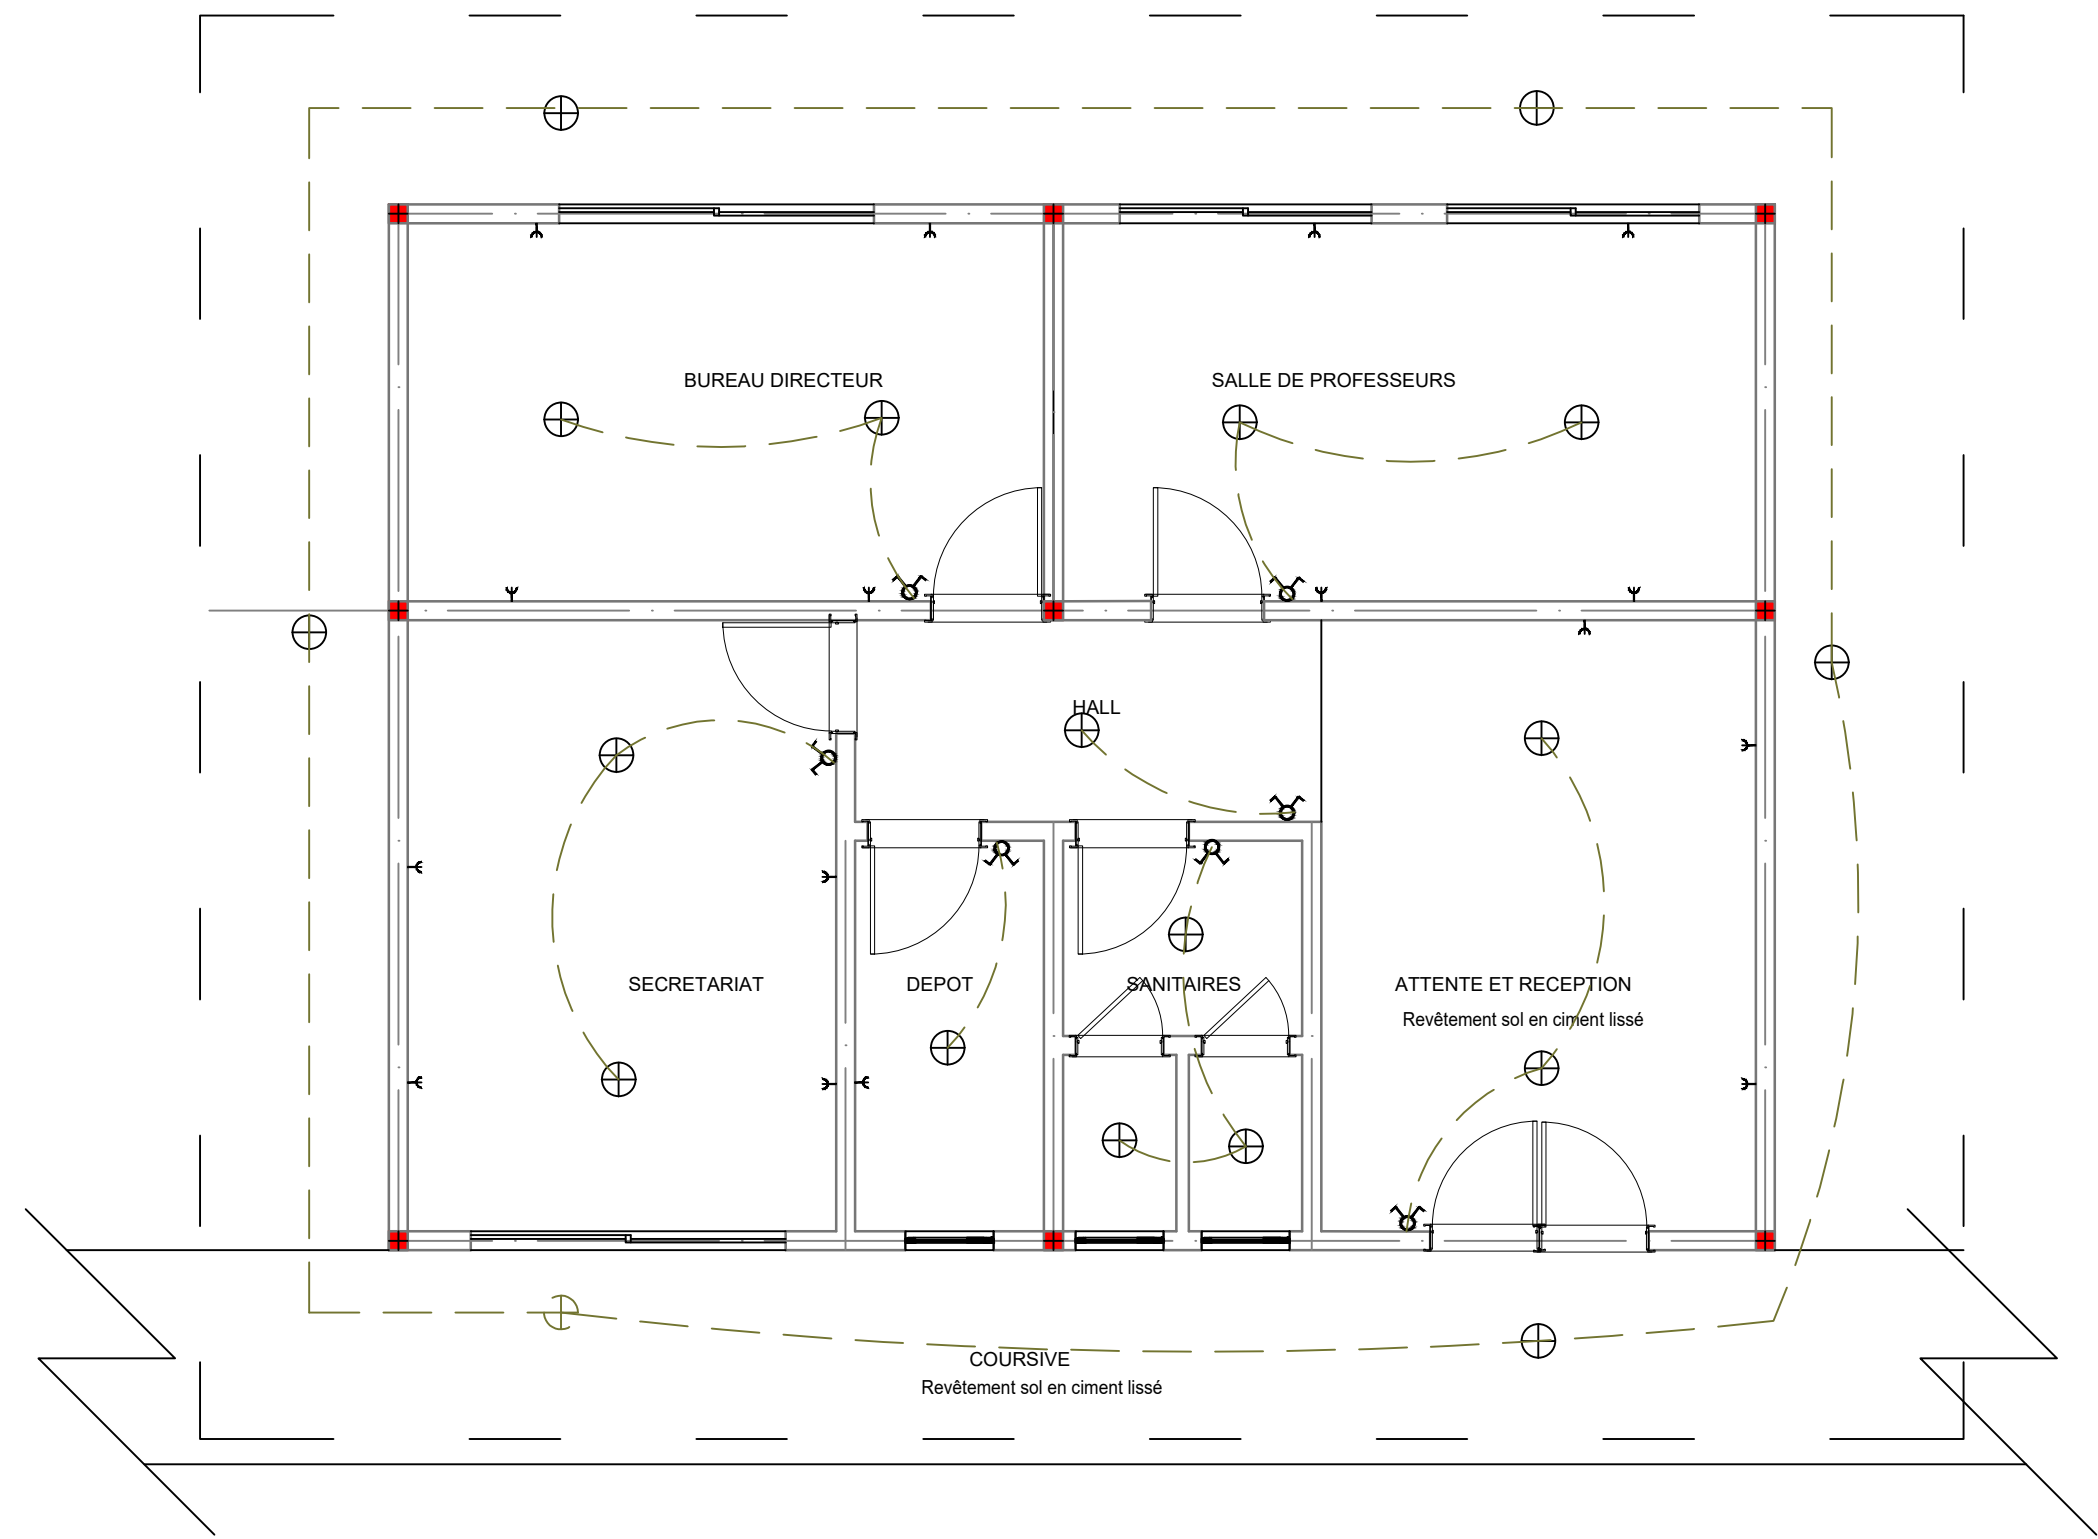 BUREAU DIRECTEUR
SALLE DE PROFESSEURS
HALL
SECRETARIAT
DEPOT
SANITAIRES
ATTENTE ET RECEPTION
Revêtement sol en ciment lissé
COURSIVE
Revêtement sol en ciment lissé